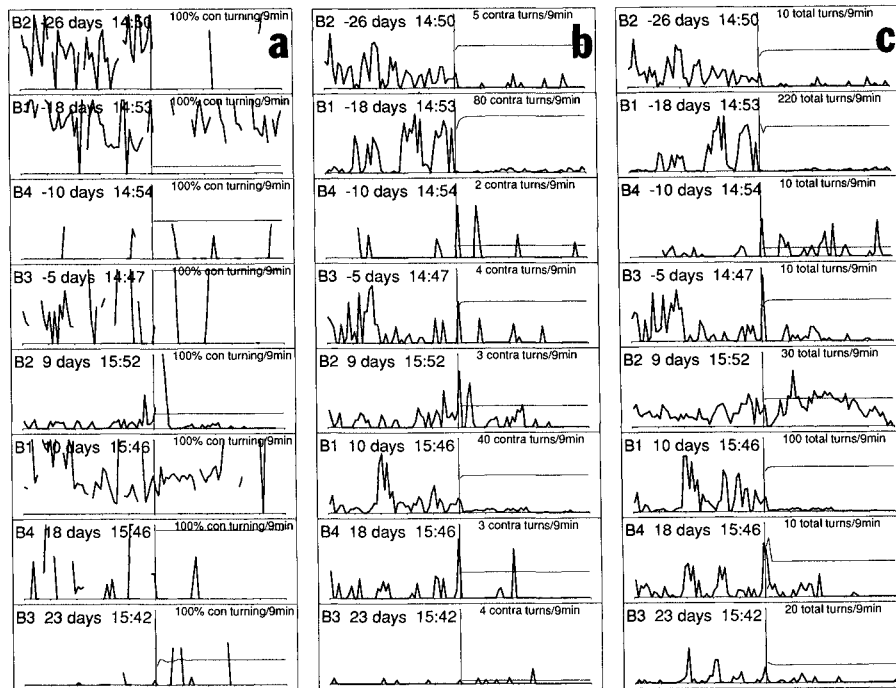 a
B2 -26 days 14:50 100% con turning/9min
B1 -18 days 14:53 100% con turning/9min
B4 -10 days 14:54 100% con turning/9min
B3 -5 days 14:47 100% con turning/9min
B2 9 days 15:52 100% con turning/9min
B1 10 days 15:46 100% con turning/9min
B4 18 days 15:46 100% con turning/9min
B3 23 days 15:42 100% con turning/9min
b
B2 -26 days 14:50 5 contra turns/9min
B1 -18 days 14:53 80 contra turns/9min
B4 -10 days 14:54 2 contra turns/9min
B3 -5 days 14:47 4 contra turns/9min
B2 9 days 15:52 3 contra turns/9min
B1 10 days 15:46 40 contra turns/9min
B4 18 days 15:46 3 contra turns/9min
B3 23 days 15:42 4 contra turns/9min
c
B2 -26 days 14:50 10 total turns/9min
B1 -18 days 14:53 220 total turns/9min
B4 -10 days 14:54 10 total turns/9min
B3 -5 days 14:47 10 total turns/9min
B2 9 days 15:52 30 total turns/9min
B1 10 days 15:46 100 total turns/9min
B4 18 days 15:46 10 total turns/9min
B3 23 days 15:42 20 total turns/9min